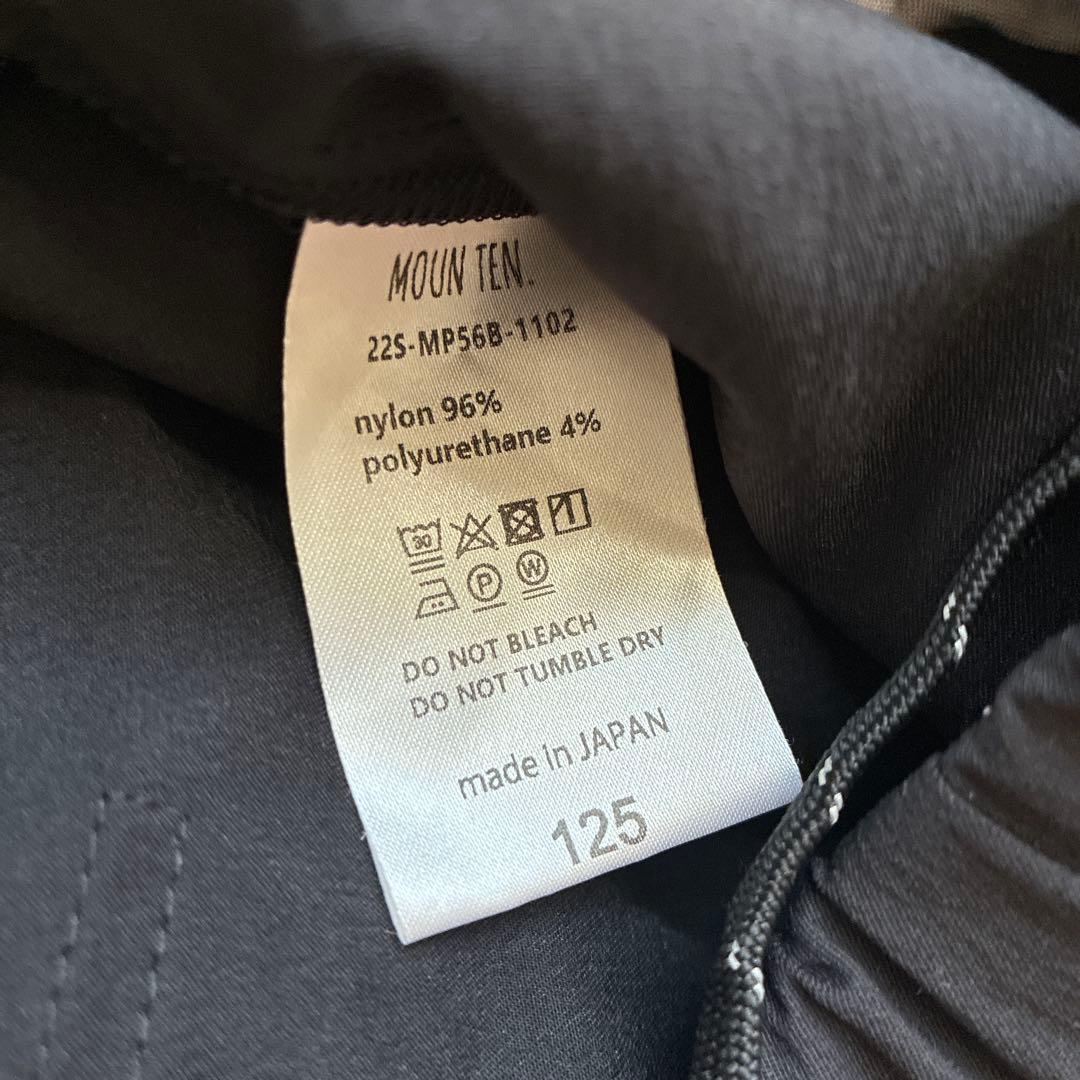 MOUN TEN.
22S-MP56B-1102
nylon 96%
polyurethane 4%
30
P W
DO NOT BLEACH
DO NOT TUMBLE DRY
made in JAPAN
125